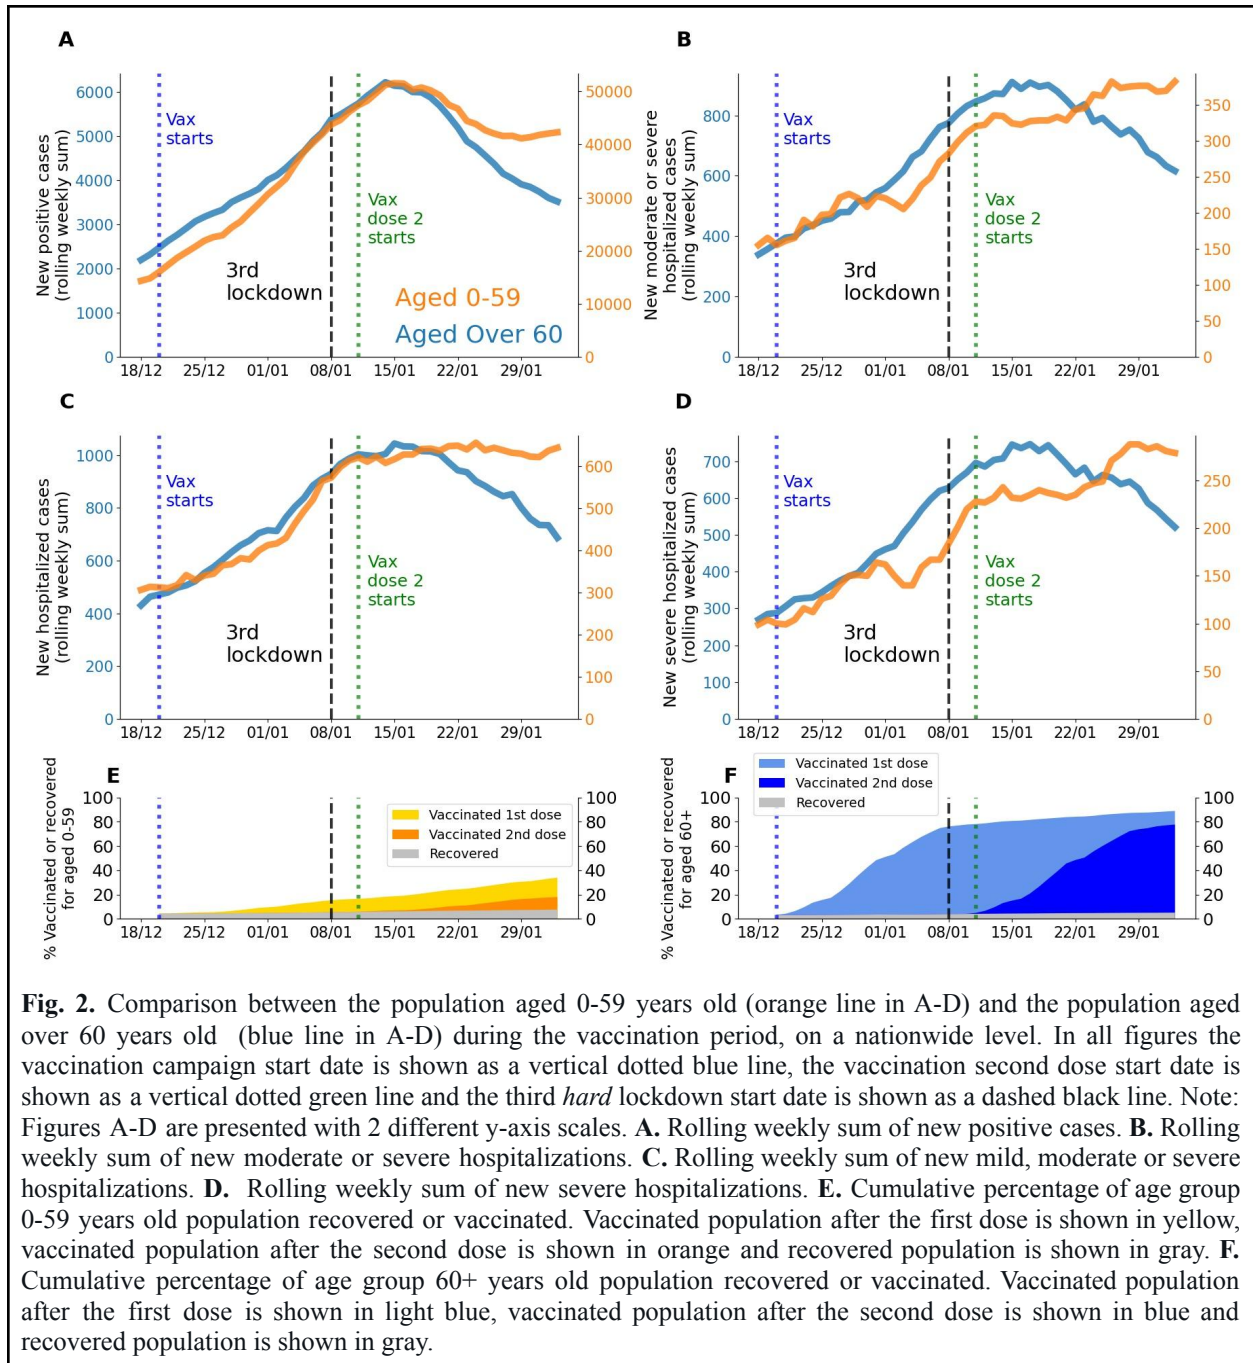 A
New positive cases
(rolling weekly sum)
6000
5000
4000
3000
2000
1000
0
50000
40000
30000
20000
10000
0
Vax
starts
3rd
lockdown
Vax
dose 2
starts
Aged 0-59
Aged Over 60
18/12 25/12 01/01 08/01 15/01 22/01 29/01
B
New moderate or severe
hospitalized cases
(rolling weekly sum)
800
600
400
200
0
350
300
250
200
150
100
50
0
Vax
starts
3rd
lockdown
Vax
dose 2
starts
18/12 25/12 01/01 08/01 15/01 22/01 29/01
C
New hospitalized cases
(rolling weekly sum)
1000
800
600
400
200
0
600
500
400
300
200
100
0
Vax
starts
3rd
lockdown
Vax
dose 2
starts
18/12 25/12 01/01 08/01 15/01 22/01 29/01
D
New severe hospitalized cases
(rolling weekly sum)
700
600
500
400
300
200
100
0
250
200
150
100
50
0
Vax
starts
3rd
lockdown
Vax
dose 2
starts
18/12 25/12 01/01 08/01 15/01 22/01 29/01
E
% Vaccinated or recovered
for aged 0-59
100
80
60
40
20
0
100
80
60
40
20
0
Vaccinated 1st dose
Vaccinated 2nd dose
Recovered
18/12 25/12 01/01 08/01 15/01 22/01 29/01
F
% Vaccinated or recovered
for aged 60+
100
80
60
40
20
0
100
80
60
40
20
0
Vaccinated 1st dose
Vaccinated 2nd dose
Recovered
18/12 25/12 01/01 08/01 15/01 22/01 29/01
Fig. 2. Comparison between the population aged 0-59 years old (orange line in A-D) and the population aged
over 60 years old (blue line in A-D) during the vaccination period, on a nationwide level. In all figures the
vaccination campaign start date is shown as a vertical dotted blue line, the vaccination second dose start date is
shown as a vertical dotted green line and the third hard lockdown start date is shown as a dashed black line. Note:
Figures A-D are presented with 2 different y-axis scales. A. Rolling weekly sum of new positive cases. B. Rolling
weekly sum of new moderate or severe hospitalizations. C. Rolling weekly sum of new mild, moderate or severe
hospitalizations. D. Rolling weekly sum of new severe hospitalizations. E. Cumulative percentage of age group
0-59 years old population recovered or vaccinated. Vaccinated population after the first dose is shown in yellow,
vaccinated population after the second dose is shown in orange and recovered population is shown in gray. F.
Cumulative percentage of age group 60+ years old population recovered or vaccinated. Vaccinated population
after the first dose is shown in light blue, vaccinated population after the second dose is shown in blue and
recovered population is shown in gray.